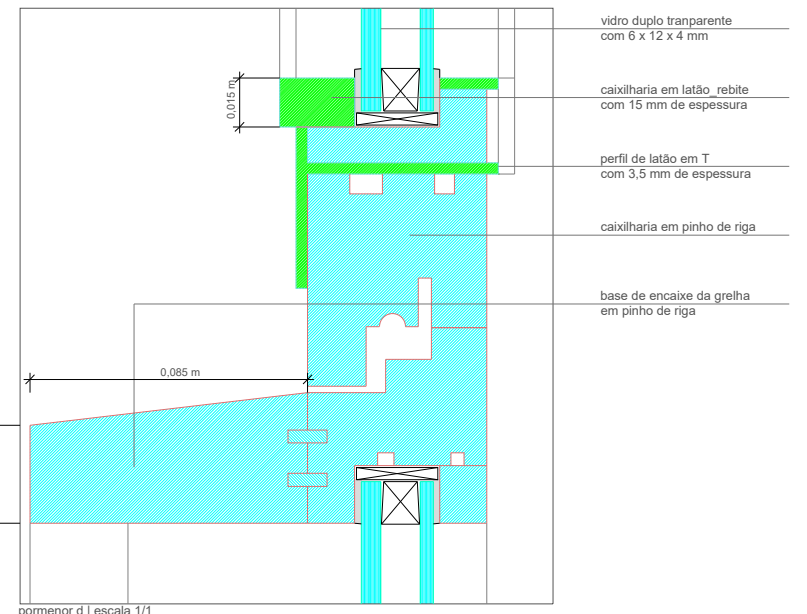 vidro duplo tranparente
com 6 x 12 x 4 mm
0,015 m
caixilharia em latão_rebite
com 15 mm de espessura
perfil de latão em T
com 3,5 mm de espessura
caixilharia em pinho de riga
base de encaixe da grelha
em pinho de riga
0,085 m
pormenor d | escala 1/1